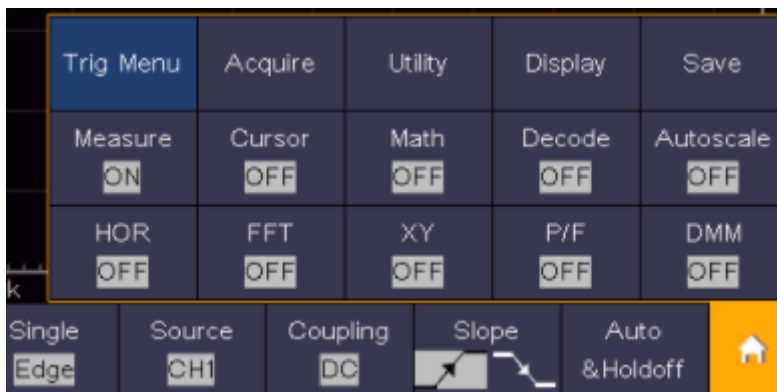 Trig Menu Acquire Utility Display Save
Measure Cursor Math Decode Autoscale
ON OFF OFF OFF OFF
HOR FFT XY P/F DMM
OFF OFF OFF OFF OFF
k
Single Source Coupling Slope Auto
Edge CH1 DC &Holdoff